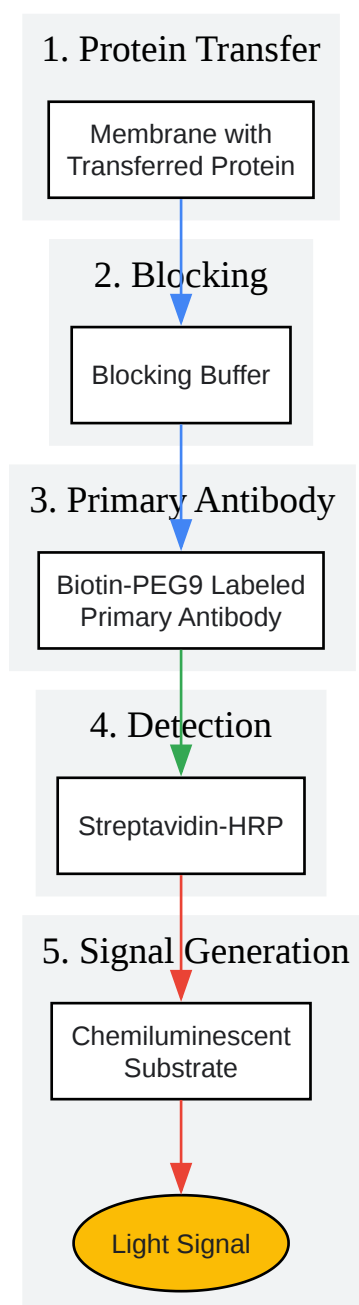 1. Protein Transfer
Membrane with
Transferred Protein
2. Blocking
Blocking Buffer
3. Primary Antibody
Biotin-PEG9 Labeled
Primary Antibody
4. Detection
Streptavidin-HRP
5. Signal Generation
Chemiluminescent
Substrate
Light Signal